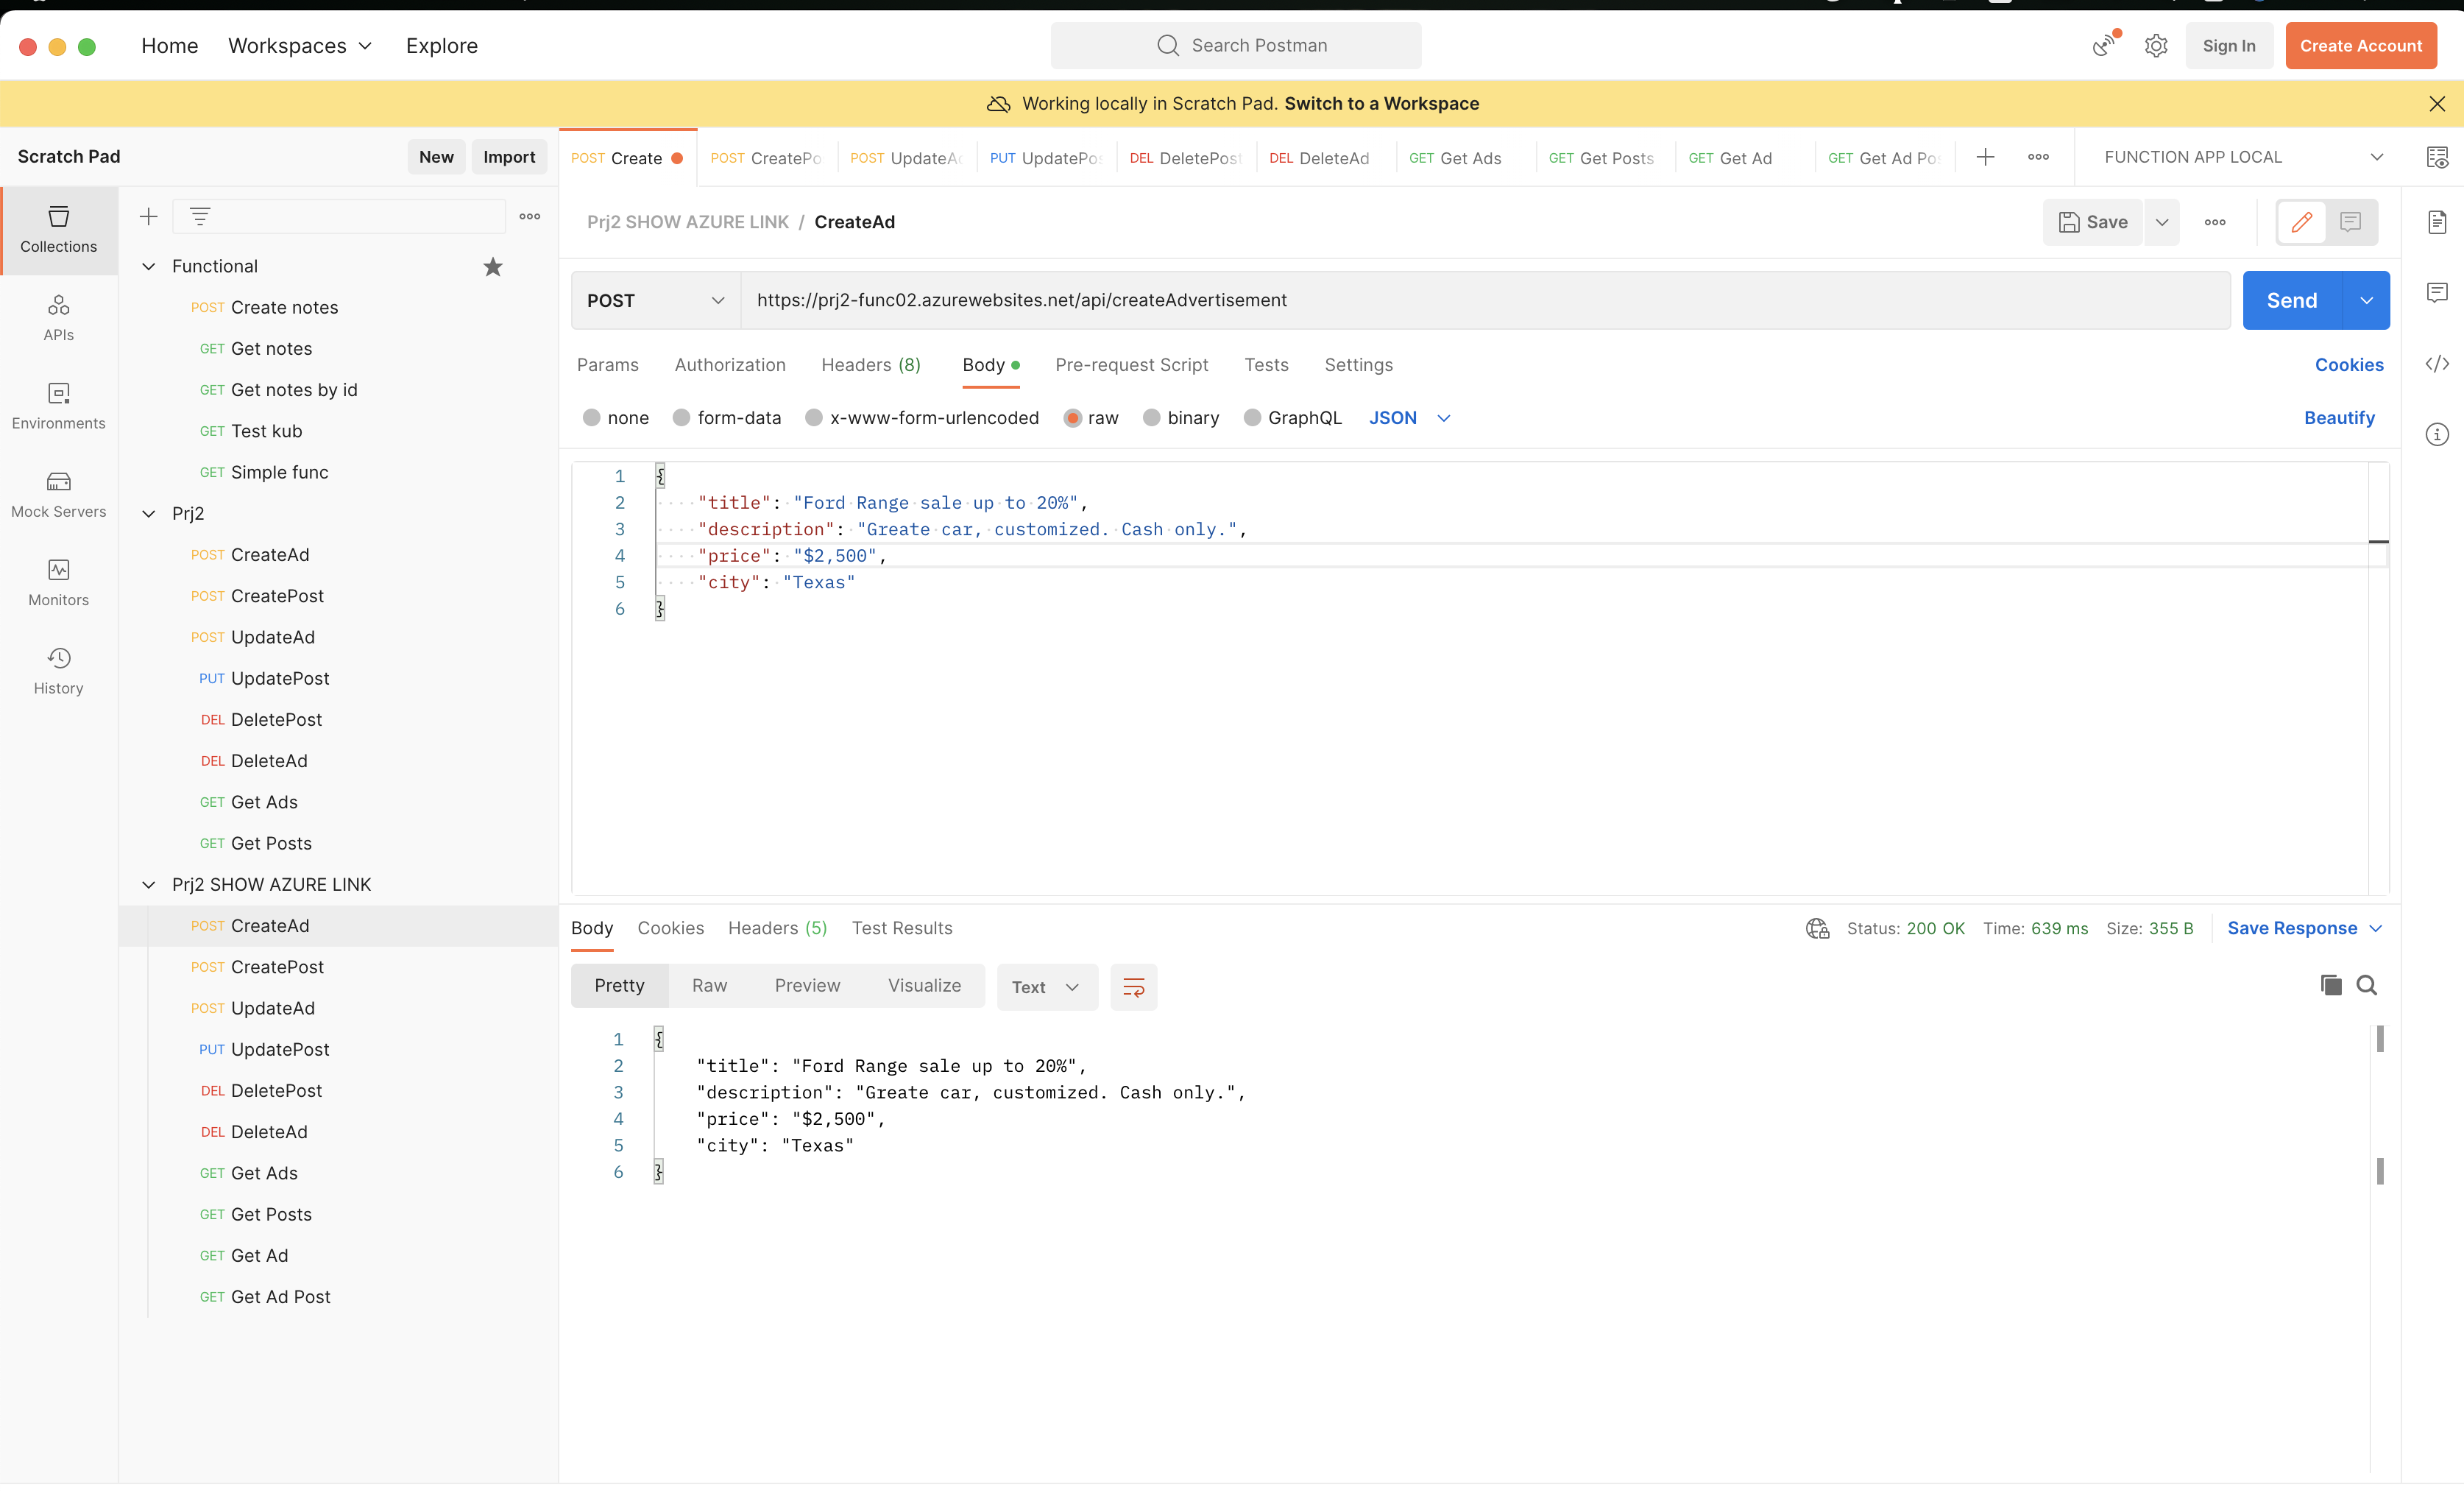 Home Workspaces Explore Search Postman Sign In Create Account
Working locally in Scratch Pad. Switch to a Workspace
Scratch Pad New Import
POST Create POST CreatePo POST UpdateAd PUT UpdatePos DEL DeletePost DEL DeleteAd GET Get Ads GET Get Posts GET Get Ad GET Get Ad Pos FUNCTION APP LOCAL
Collections
APIs
Environments
Mock Servers
Monitors
History
Functional
POST Create notes
GET Get notes
GET Get notes by id
GET Test kub
GET Simple func
Prj2
POST CreateAd
POST CreatePost
POST UpdateAd
PUT UpdatePost
DEL DeletePost
DEL DeleteAd
GET Get Ads
GET Get Posts
Prj2 SHOW AZURE LINK
POST CreateAd
POST CreatePost
POST UpdateAd
PUT UpdatePost
DEL DeletePost
DEL DeleteAd
GET Get Ads
GET Get Posts
GET Get Ad
GET Get Ad Post
Prj2 SHOW AZURE LINK / CreateAd Save
POST https://prj2-func02.azurewebsites.net/api/createAdvertisement Send
Params Authorization Headers (8) Body Pre-request Script Tests Settings Cookies
none form-data x-www-form-urlencoded raw binary GraphQL JSON Beautify
1 {
2 "title": "Ford Range sale up to 20%",
3 "description": "Greate car, customized. Cash only.",
4 "price": "$2,500",
5 "city": "Texas"
6 }
Body Cookies Headers (5) Test Results Status: 200 OK Time: 639 ms Size: 355 B Save Response
Pretty Raw Preview Visualize Text
1 {
2 "title": "Ford Range sale up to 20%",
3 "description": "Greate car, customized. Cash only.",
4 "price": "$2,500",
5 "city": "Texas"
6 }